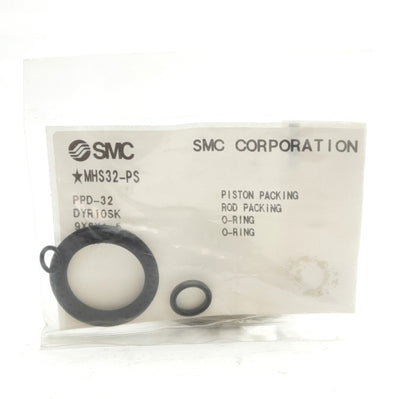 SMC
SMC CORPORATION
★MHS32-PS
PPD-32 PISTON PACKING
DYR10SK ROD PACKING
O-RING
O-RING